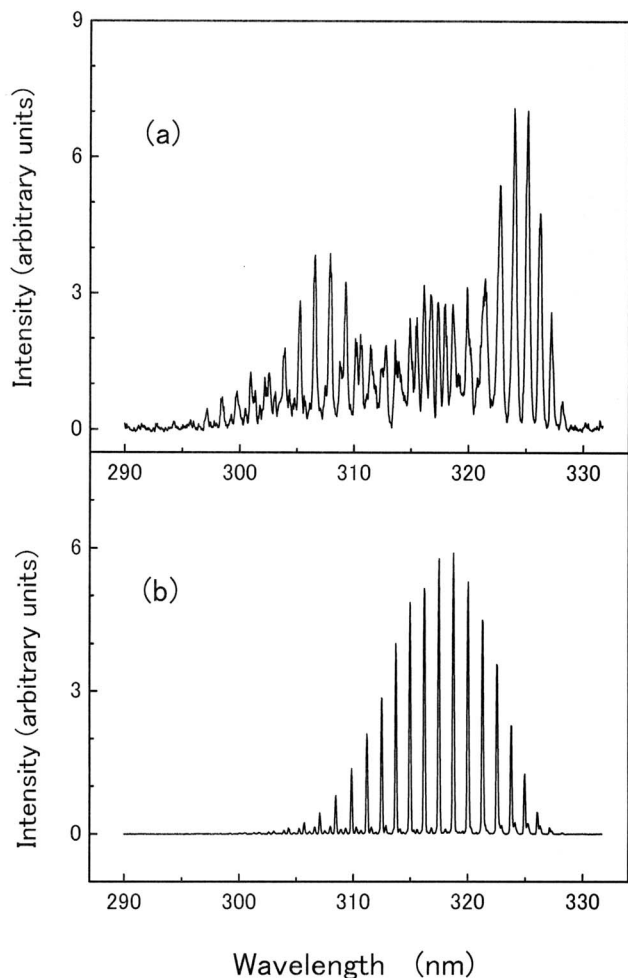 9
6
3
0
Intensity (arbitrary units)
(a)
290 300 310 320 330
6
3
0
Intensity (arbitrary units)
(b)
290 300 310 320 330
Wavelength (nm)